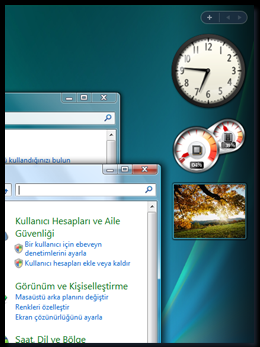 ü kullandığınızı bulun
Kullanıcı Hesapları ve Aile
Güvenliği
Bir kullanıcı için ebeveyn
denetimlerini ayarla
Kullanıcı hesapları ekle veya kaldır
Görünüm ve Kişiselleştirme
Masaüstü arka planını değiştir
Renkleri özelleştir
Ekran çözünürlüğünü ayarla
Saat, Dil ve Bölge